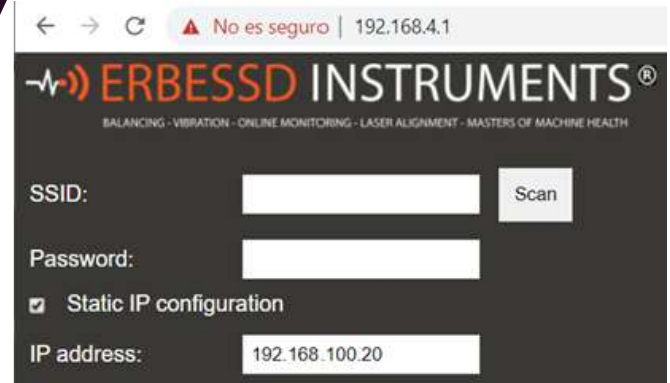 No es seguro | 192.168.4.1
ERBESSD INSTRUMENTS®
BALANCING - VIBRATION - ONLINE MONITORING - LASER ALIGNMENT - MASTERS OF MACHINE HEALTH
SSID: Scan
Password:
Static IP configuration
IP address: 192.168.100.20